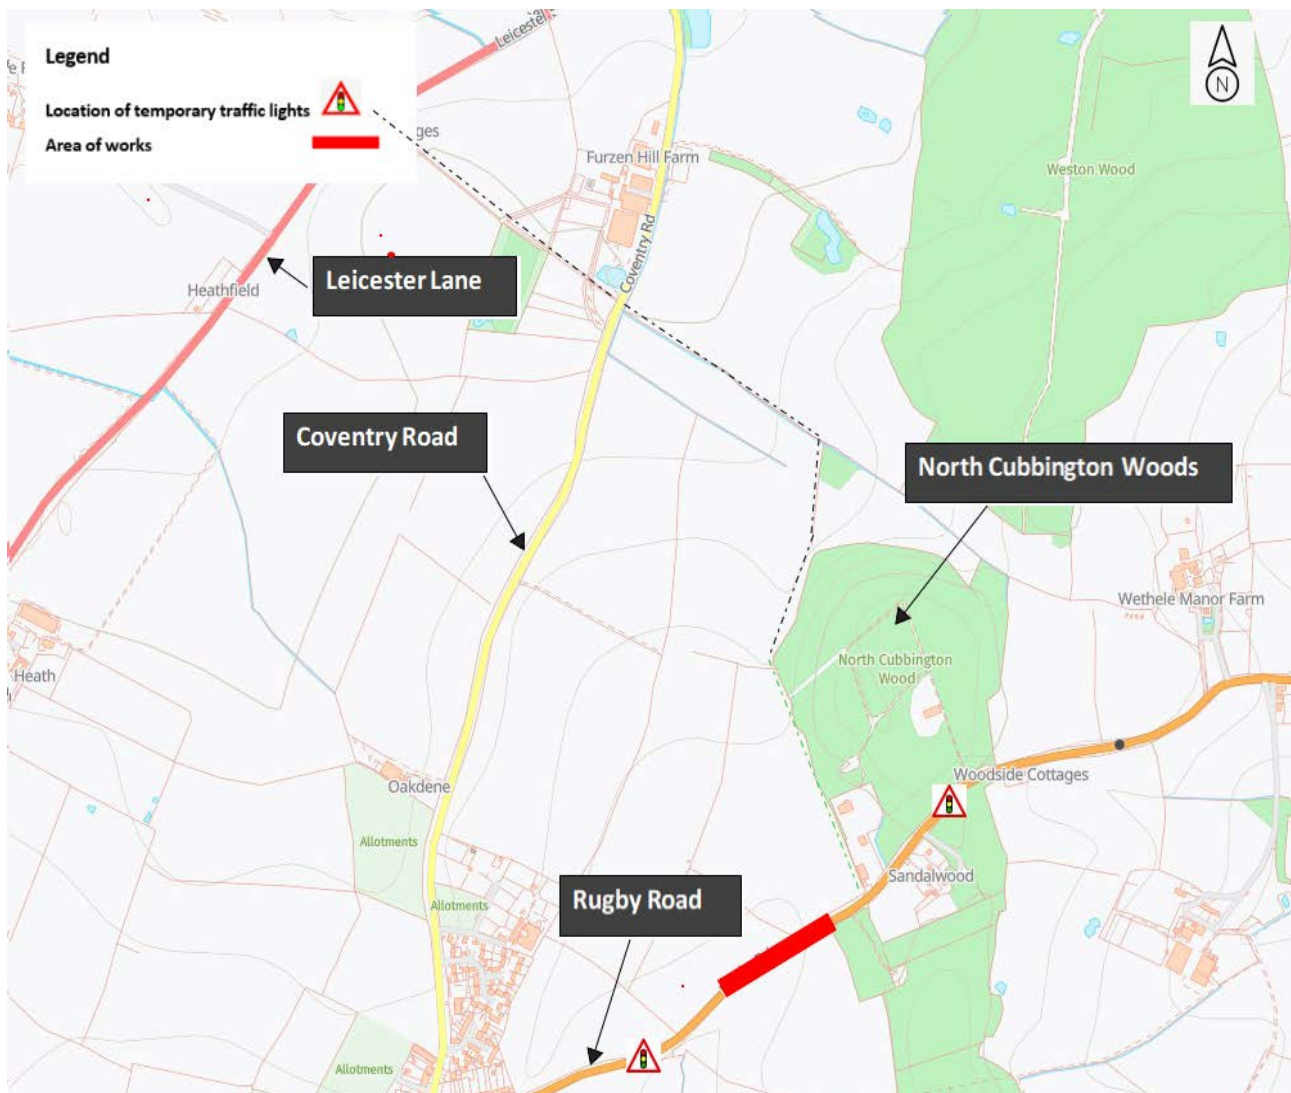 Legend
Location of temporary traffic lights
Area of works
Leicester
N
Furzen Hill Farm
Weston Wood
Coventry Rd
Leicester Lane
Heathfield
Coventry Road
North Cubbington Woods
Wethele Manor Farm
North Cubbington
Wood
Heath
Oakdene
Woodside Cottages
Allotments
Sandalwood
Allotments
Rugby Road
Allotments